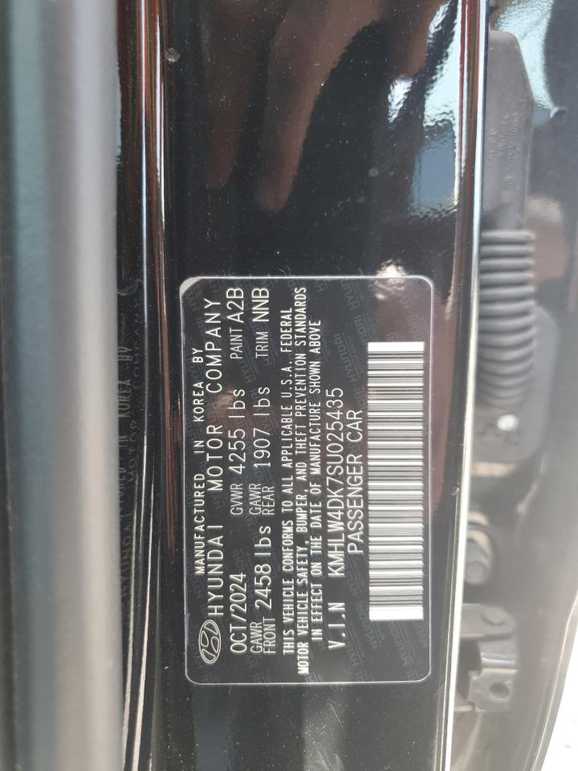 MANUFACTURED IN KOREA BY
HYUNDAI MOTOR COMPANY
OCT/2024 GVWR 4255 lbs PAINT A2B
GAWR FRONT 2458 lbs GAWR REAR 1907 lbs TRIM NNB
THIS VEHICLE CONFORMS TO ALL APPLICABLE U.S.A. FEDERAL
MOTOR VEHICLE SAFETY, BUMPER, AND THEFT PREVENTION STANDARDS
IN EFFECT ON THE DATE OF MANUFACTURE SHOWN ABOVE
V.I.N KMHLW4DK7SU025435
PASSENGER CAR